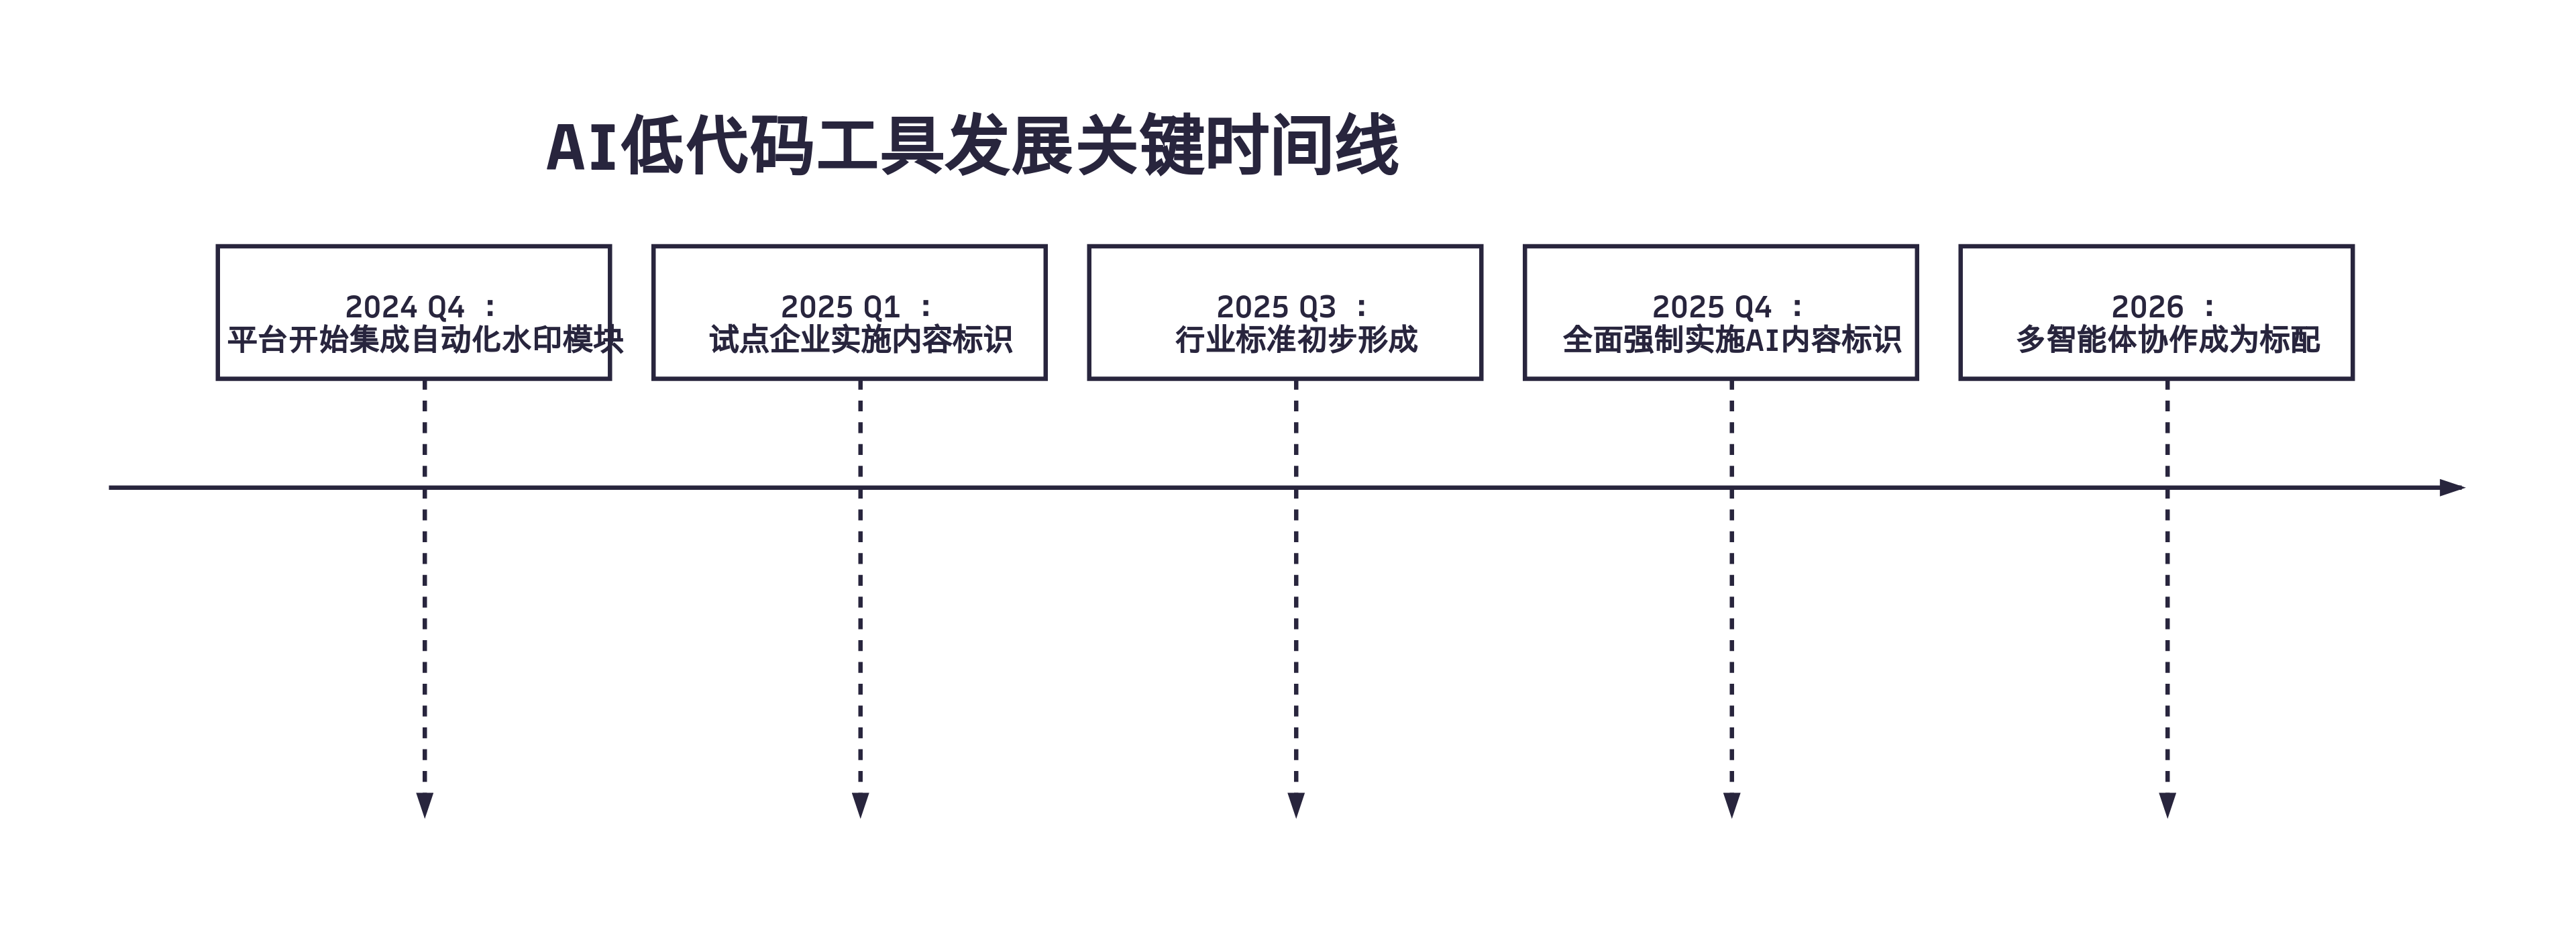 AI低代码工具发展关键时间线
2024 Q4 ：
平台开始集成自动化水印模块
2025 Q1 ：
试点企业实施内容标识
2025 Q3 ：
行业标准初步形成
2025 Q4 ：
全面强制实施AI内容标识
2026 ：
多智能体协作成为标配